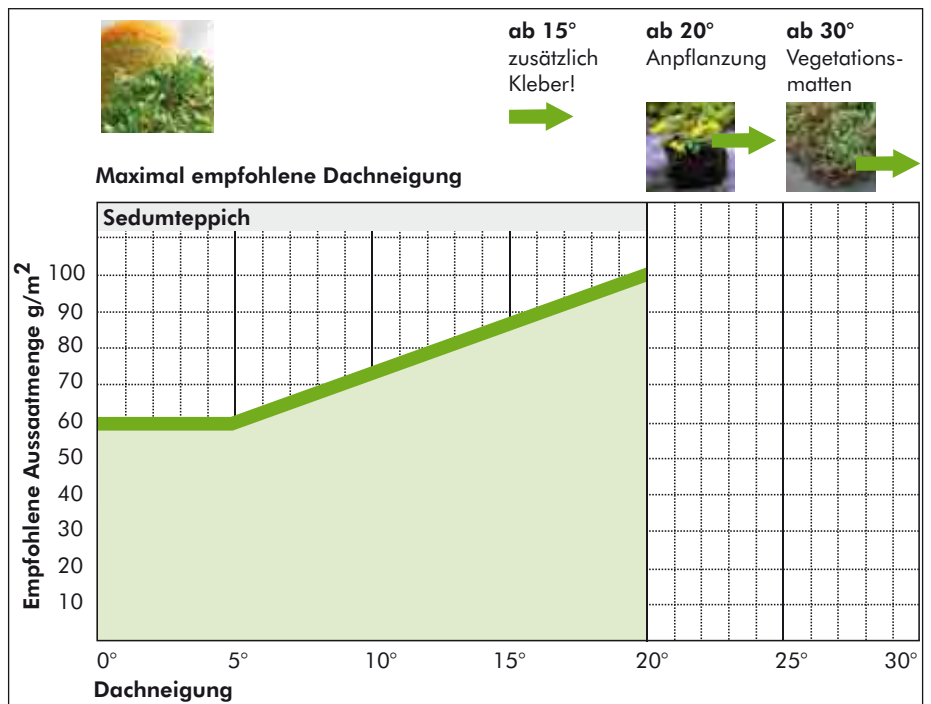 ab 15°
zusätzlich
Kleber!
ab 20°
Anpflanzung
ab 30°
Vegetations-
matten
Maximal empfohlene Dachneigung
Sedumteppich
Empfohlene Aussaatmenge g/m²
100
90
80
70
60
50
40
30
20
10
0° 5° 10° 15° 20° 25° 30°
Dachneigung